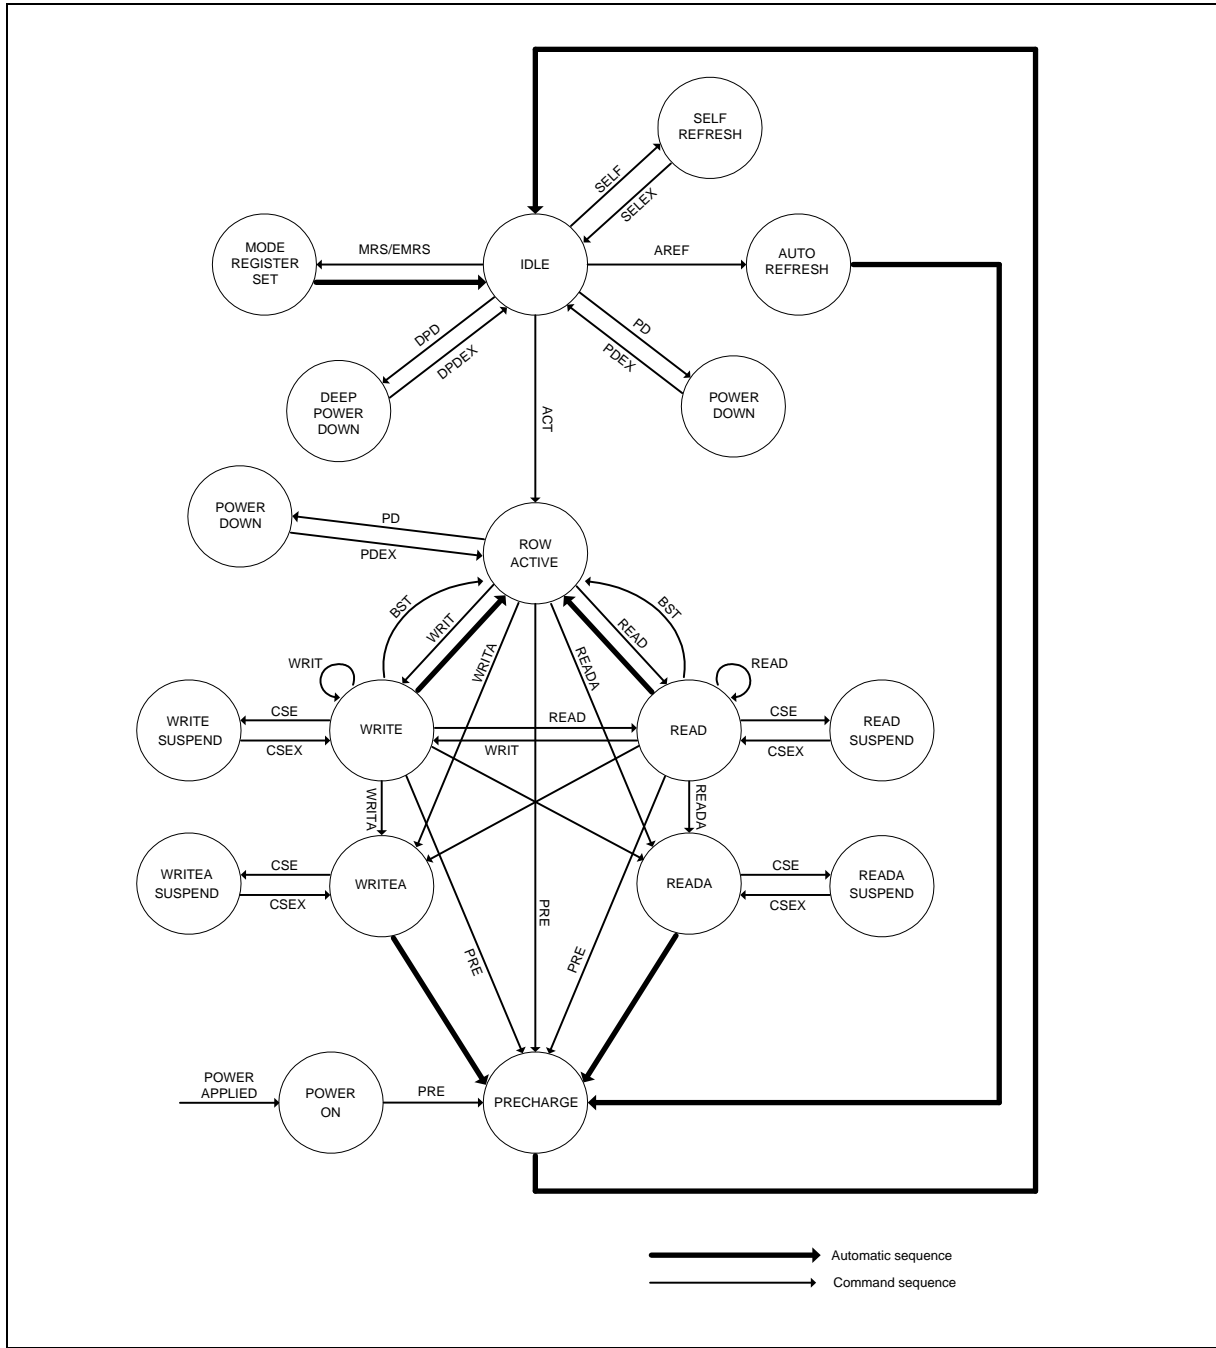 SELF
REFRESH
SELF
SELEX
MODE
REGISTER
SET
MRS/EMRS
IDLE
AREF
AUTO
REFRESH
DPD
DPDEX
PD
PDEX
DEEP
POWER
DOWN
POWER
DOWN
ACT
POWER
DOWN
PD
PDEX
ROW
ACTIVE
BST
WRIT
WRITA
READA
READ
BST
WRIT
READ
WRITE
SUSPEND
CSE
CSEX
WRITE
READ
WRIT
READ
CSE
CSEX
READ
SUSPEND
WRITA
READA
WRITEA
SUSPEND
CSE
CSEX
WRITEA
READA
CSE
CSEX
READA
SUSPEND
PRE
PRE
PRE
POWER
APPLIED
POWER
ON
PRE
PRECHARGE
Automatic sequence
Command sequence